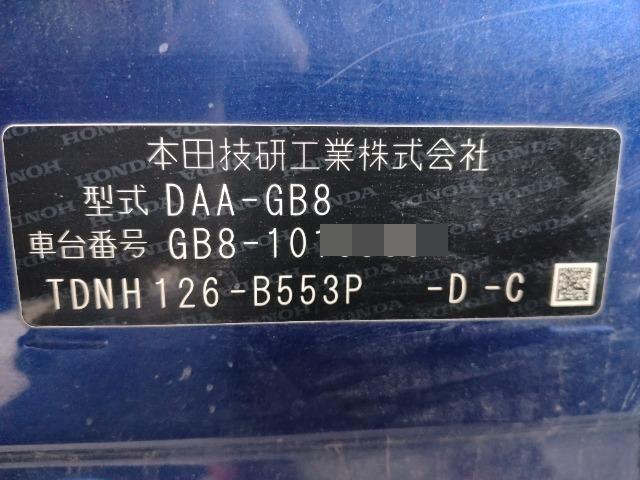 本田技研工業株式会社
型式 DAA-GB8
車台番号 GB8-101
TDNH126-B553P -D -C